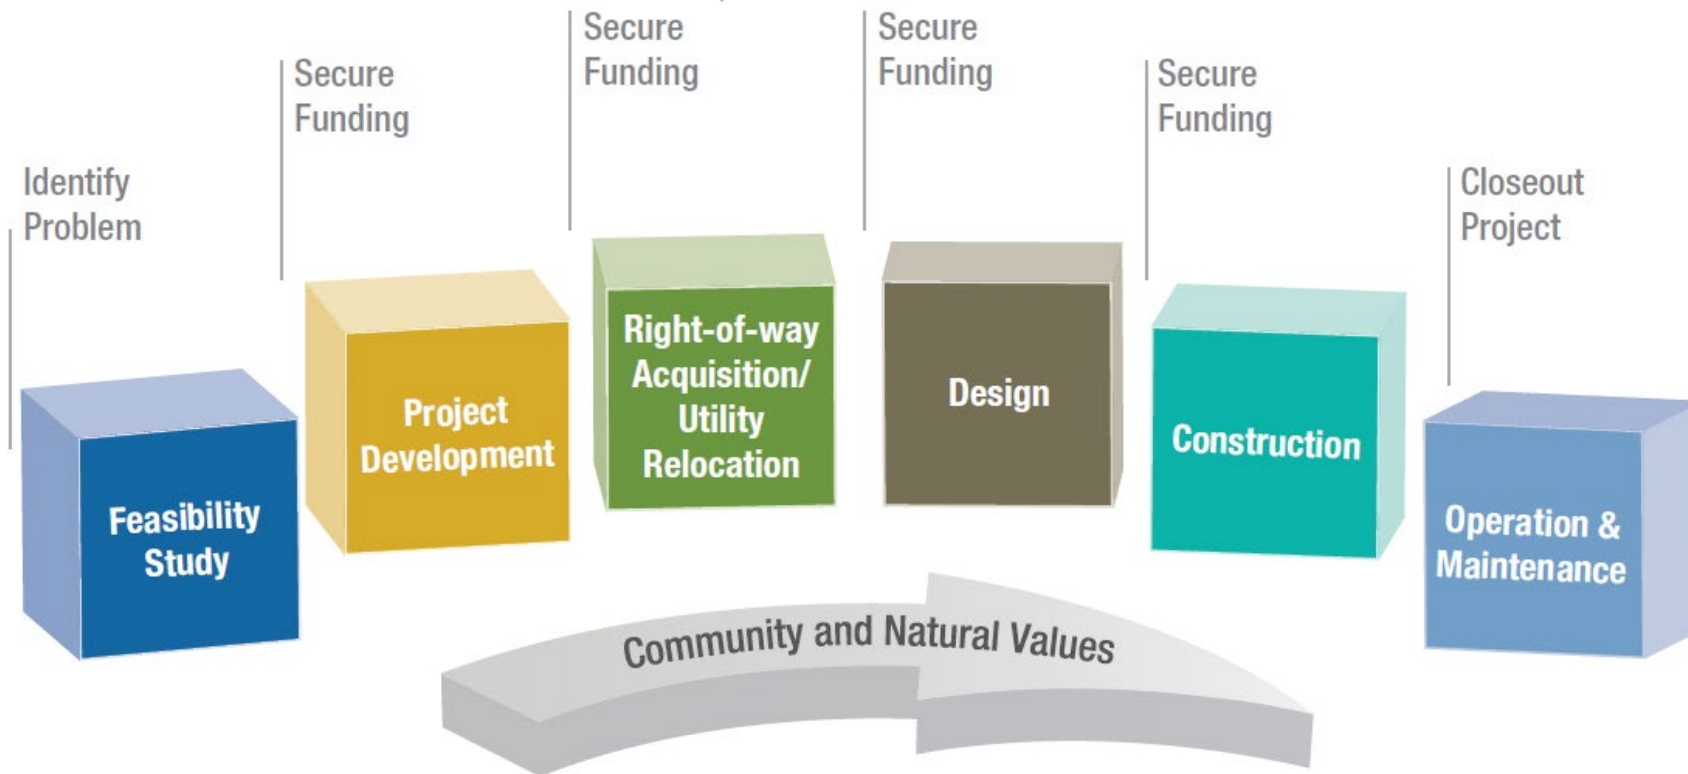 Identify
Problem
Secure
Funding
Secure
Funding
Secure
Funding
Secure
Funding
Closeout
Project
Feasibility
Study
Project
Development
Right-of-way
Acquisition/
Utility
Relocation
Design
Construction
Operation &
Maintenance
Community and Natural Values